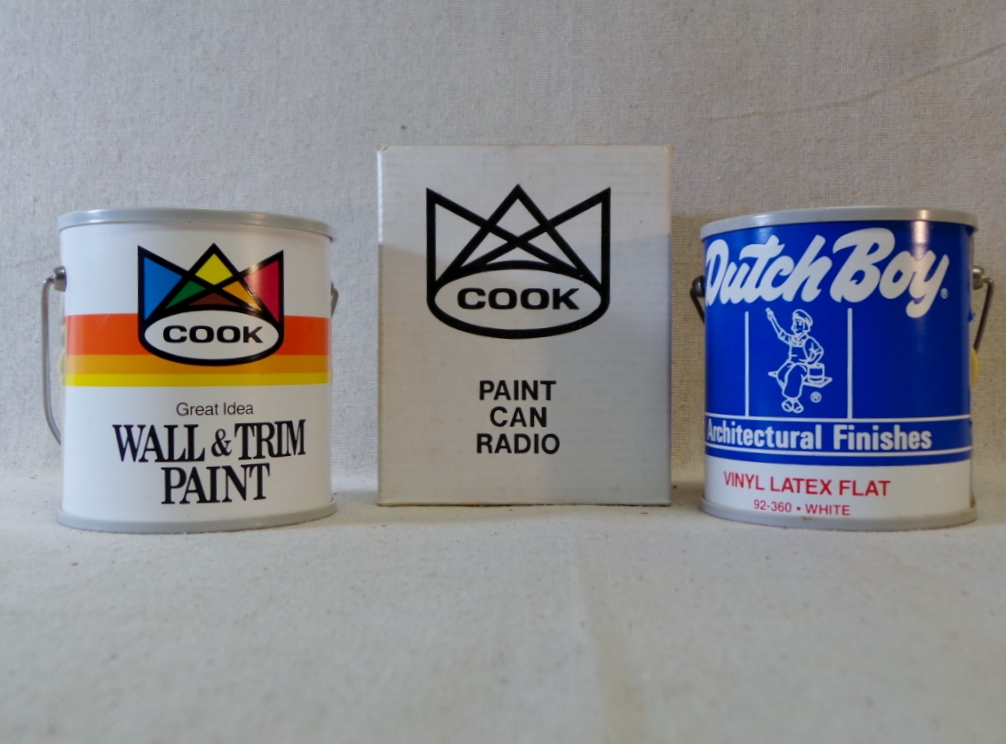 COOK
Great Idea
WALL & TRIM
PAINT
COOK
PAINT
CAN
RADIO
Dutch Boy®
®
Architectural Finishes
VINYL LATEX FLAT
92-360 • WHITE